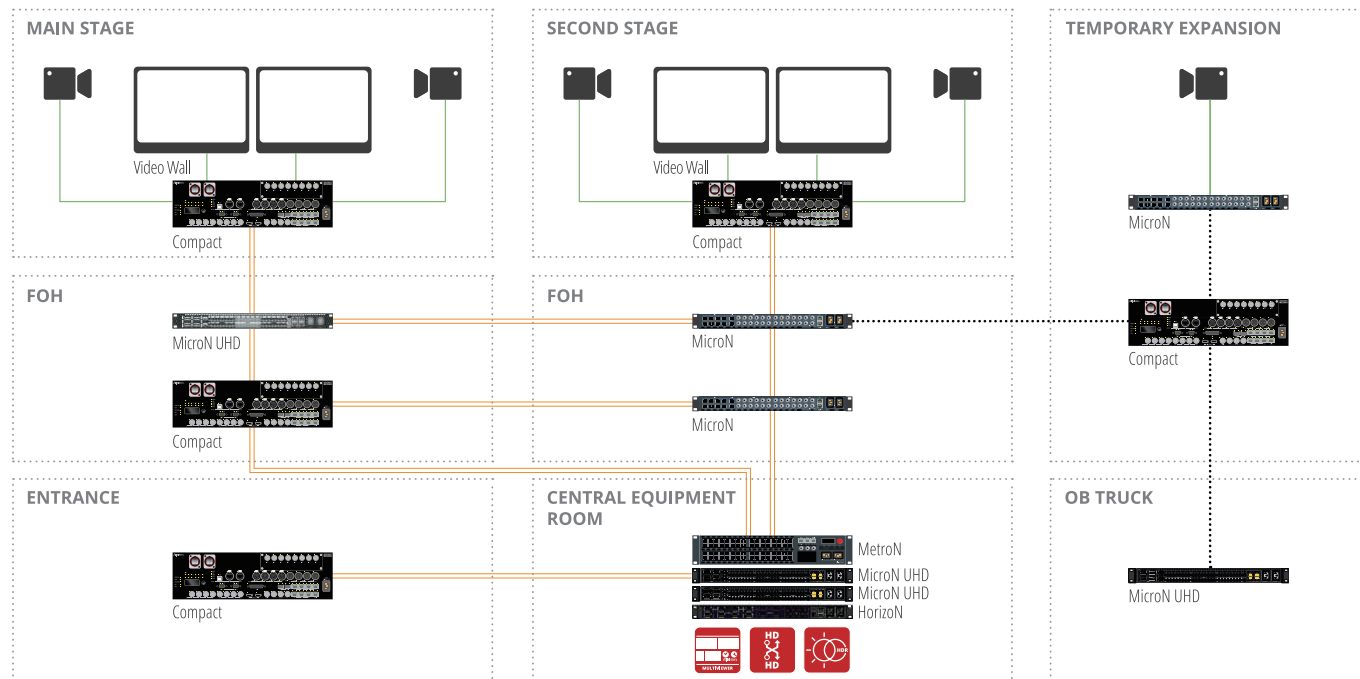 MAIN STAGE
Video Wall
Compact
SECOND STAGE
Video Wall
Compact
TEMPORARY EXPANSION
MicroN
Compact
FOH
MicroN UHD
Compact
FOH
MicroN
MicroN
ENTRANCE
Compact
CENTRAL EQUIPMENT
ROOM
MetroN
MicroN UHD
MicroN UHD
HorizoN
MULTIVIEWER
HD
HD
HDR
OB TRUCK
MicroN UHD